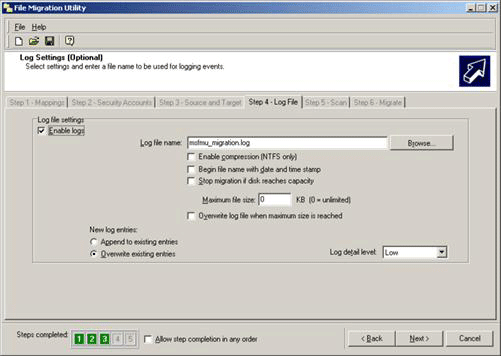 File Migration Utility
File Help
Log Settings (Optional)
Select settings and enter a file name to be used for logging events.
Step 1 - Mappings Step 2 - Security Accounts Step 3 - Source and Target Step 4 - Log File Step 5 - Scan Step 6 - Migrate
Log file settings
Enable logs
Log file name: msfmu_migration.log Browse...
Enable compression (NTFS only)
Begin file name with date and time stamp
Stop migration if disk reaches capacity
Maximum file size: 0 KB (0 = unlimited)
Overwrite log file when maximum size is reached
New log entries:
Append to existing entries
Overwrite existing entries
Log detail level: Low
Steps completed: 1 2 3 4 5 Allow step completion in any order < Back Next > Cancel